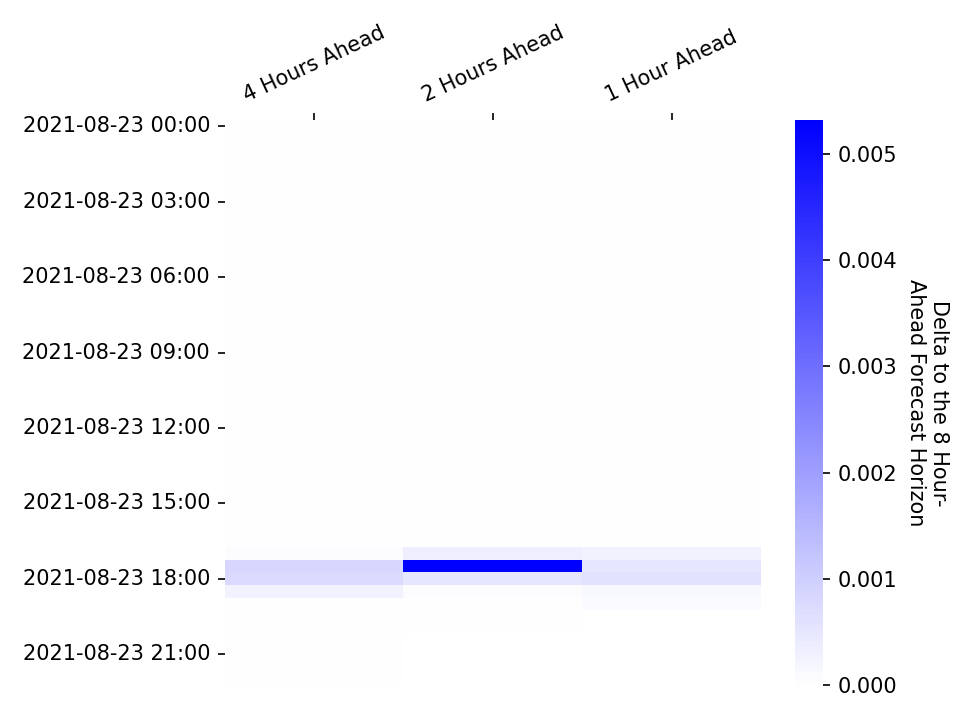 4 Hours Ahead
2 Hours Ahead
1 Hour Ahead
2021-08-23 00:00
2021-08-23 03:00
2021-08-23 06:00
2021-08-23 09:00
2021-08-23 12:00
2021-08-23 15:00
2021-08-23 18:00
2021-08-23 21:00
0.005
0.004
0.003
0.002
0.001
0.000
Delta to the 8 Hour-
Ahead Forecast Horizon